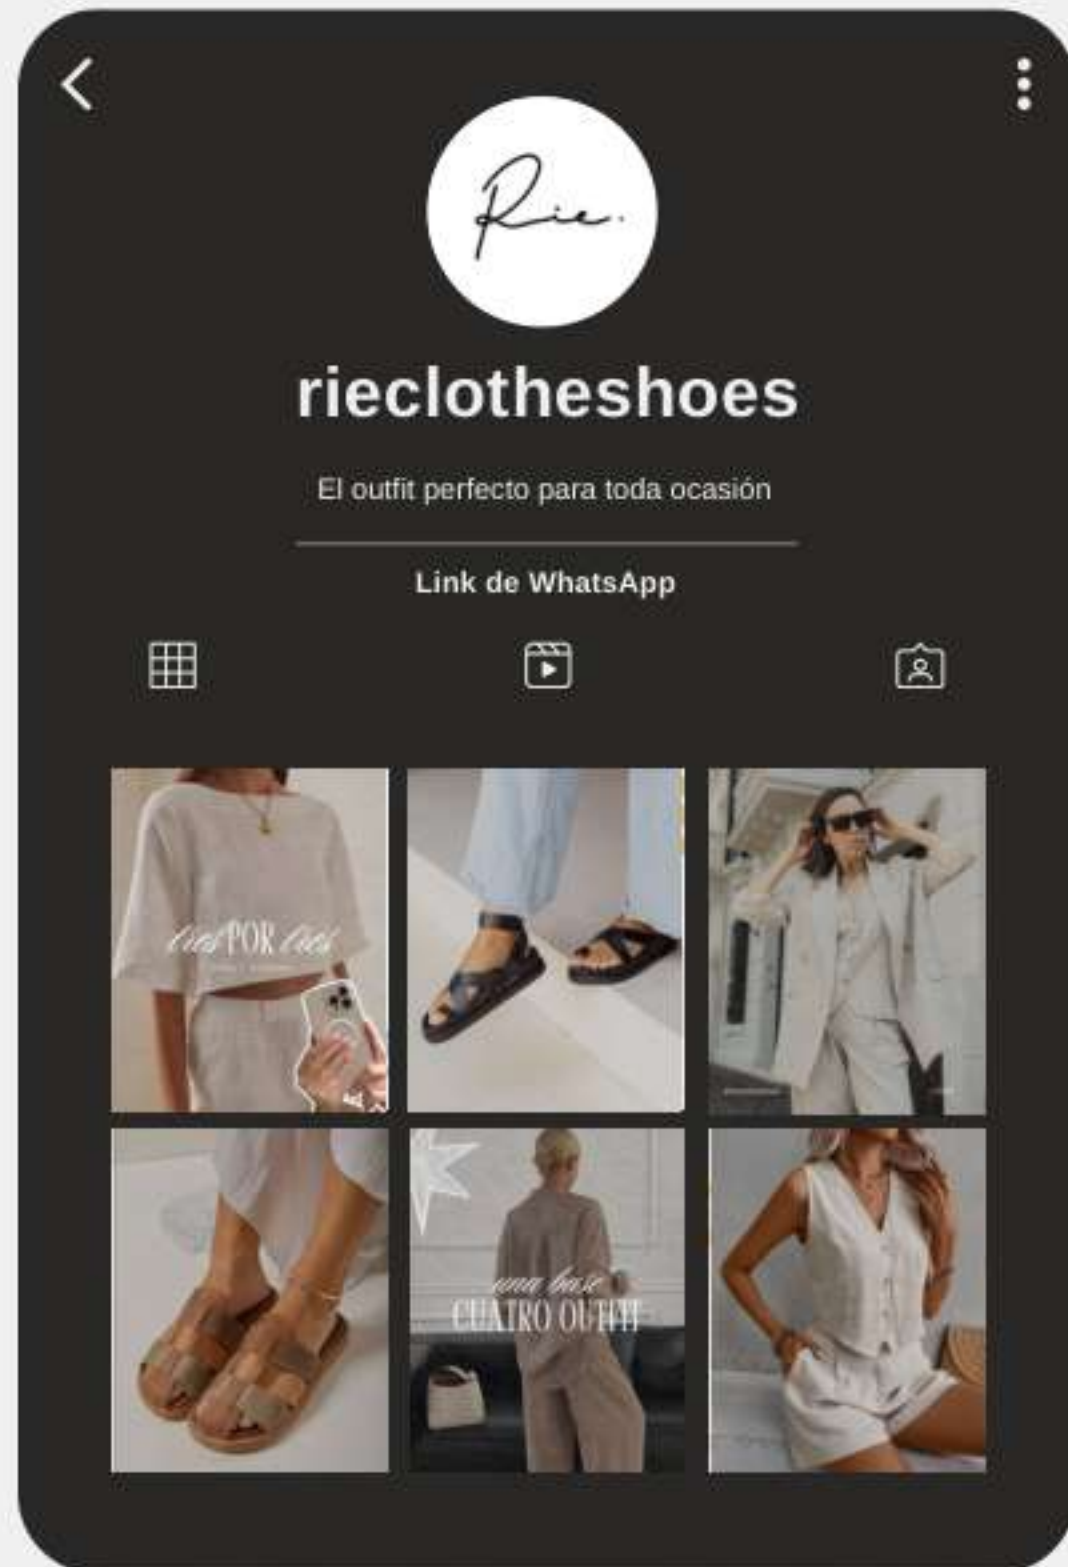 Rie.
rieclotheshoes
El outfit perfecto para toda ocasión
Link de WhatsApp
POR
una base
CUATRO OUTFIT